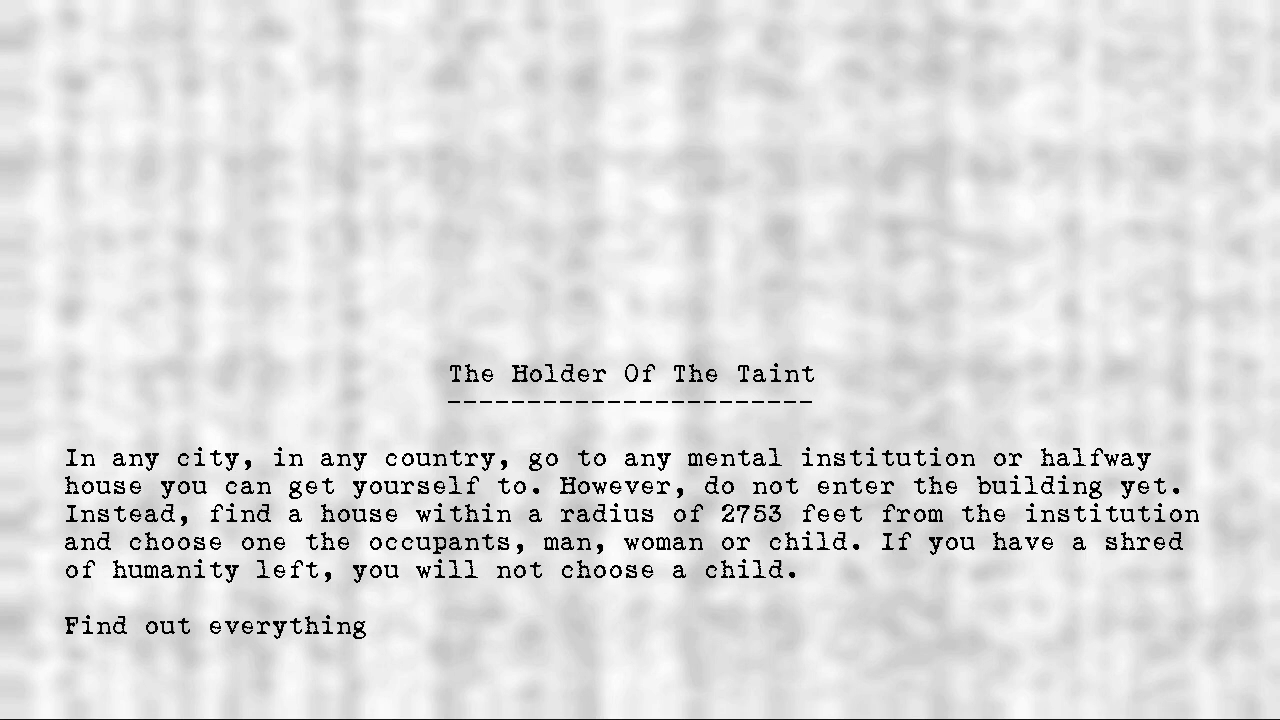 The Holder Of The Taint
-----------------------
In any city, in any country, go to any mental institution or halfway
house you can get yourself to. However, do not enter the building yet.
Instead, find a house within a radius of 2753 feet from the institution
and choose one the occupants, man, woman or child. If you have a shred
of humanity left, you will not choose a child.
Find out everything